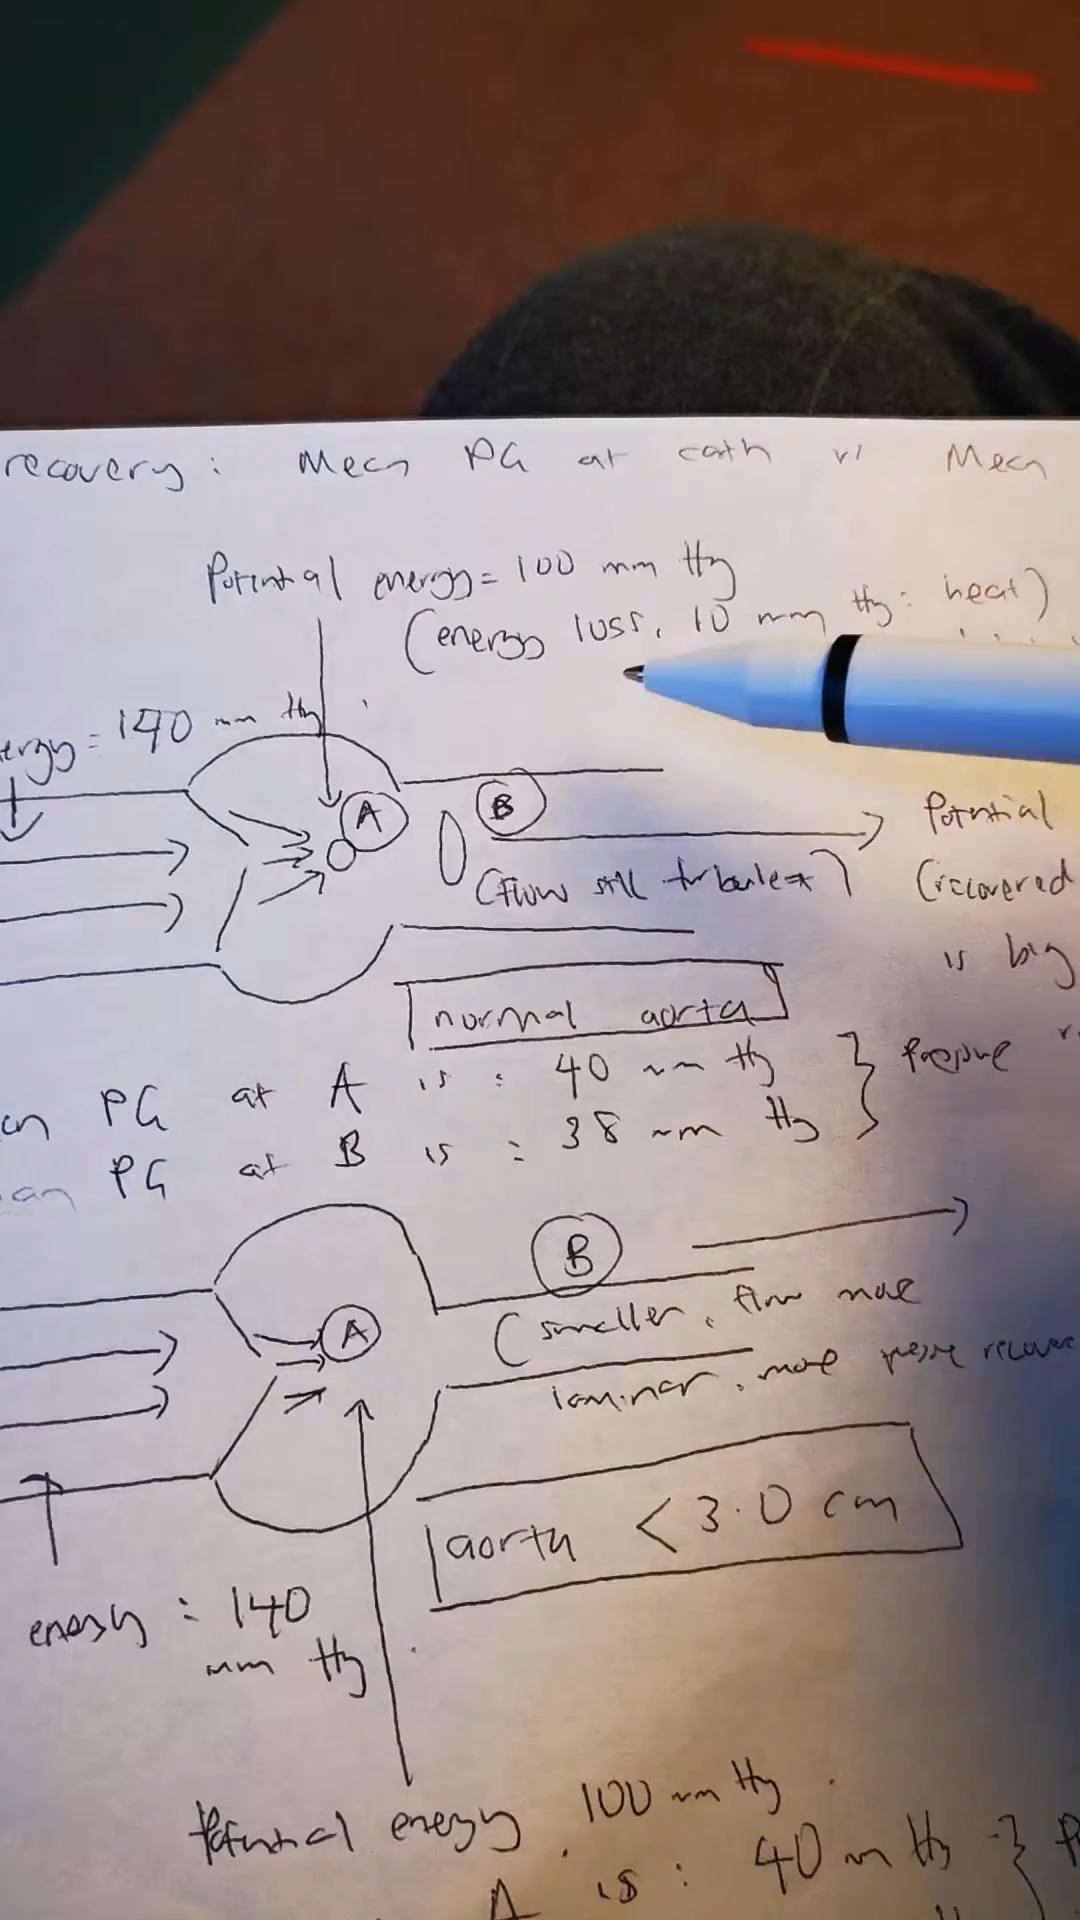 recovery: Mean PG at cath vs Mean
Potential energy = 100 mm Hg
(energy loss, 10 mm Hg: heat)
energy = 140 mm Hg
A
B
(Flow still turbulent)
Potential
(recovered
is big
normal aorta
PG at A is: 40 mm Hg } Pressure
PG at B is: 38 mm Hg
B
A
(smaller, flow more
laminar, more pressure
aorta < 3.0 cm
energy: 140
mm Hg
Potential energy, 100 mm Hg
A is: 40 mm Hg }